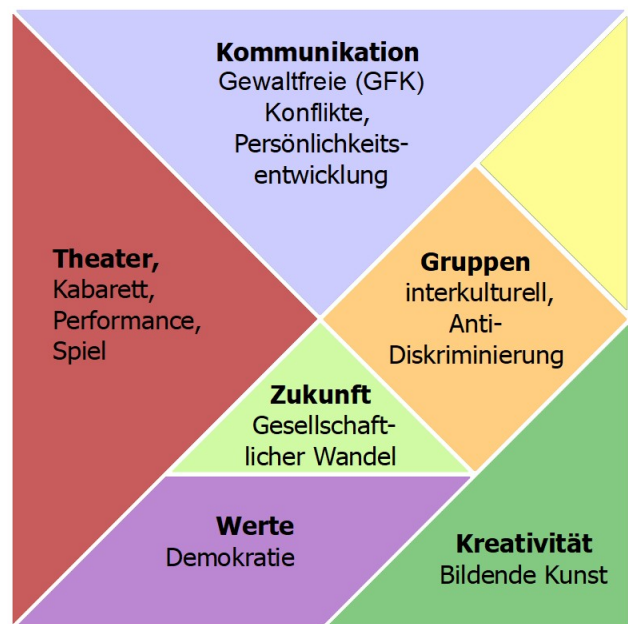 Kommunikation
Gewaltfreie (GFK)
Konflikte,
Persönlichkeits-
entwicklung
Theater,
Kabarett,
Performance,
Spiel
Gruppen
interkulturell,
Anti-
Diskriminierung
Zukunft
Gesellschaft-
licher Wandel
Werte
Demokratie
Kreativität
Bildende Kunst